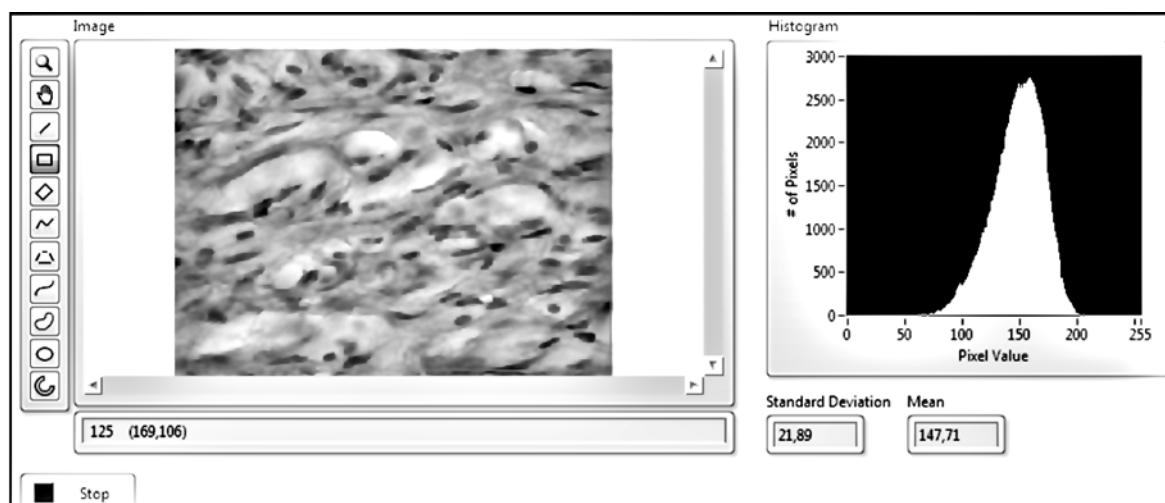 Image
125 (169,106)
Stop
Histogram
3000
2500
2000
1500
1000
500
0
# of Pixels
0 50 100 150 200 255
Pixel Value
Standard Deviation Mean
21,89 147,71